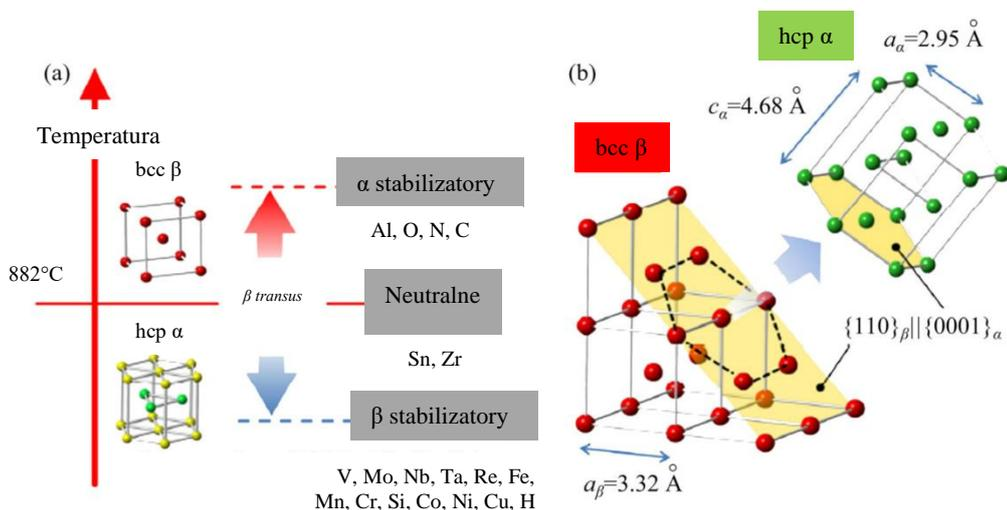 (a)
Temperatura
bcc β
α stabilizatory
Al, O, N, C
882°C
β transus
Neutralne
hcp α
Sn, Zr
β stabilizatory
V, Mo, Nb, Ta, Re, Fe,
Mn, Cr, Si, Co, Ni, Cu, H
(b)
hcp α
aα=2.95 Å
cα=4.68 Å
bcc β
{110}β||{0001}α
aβ=3.32 Å